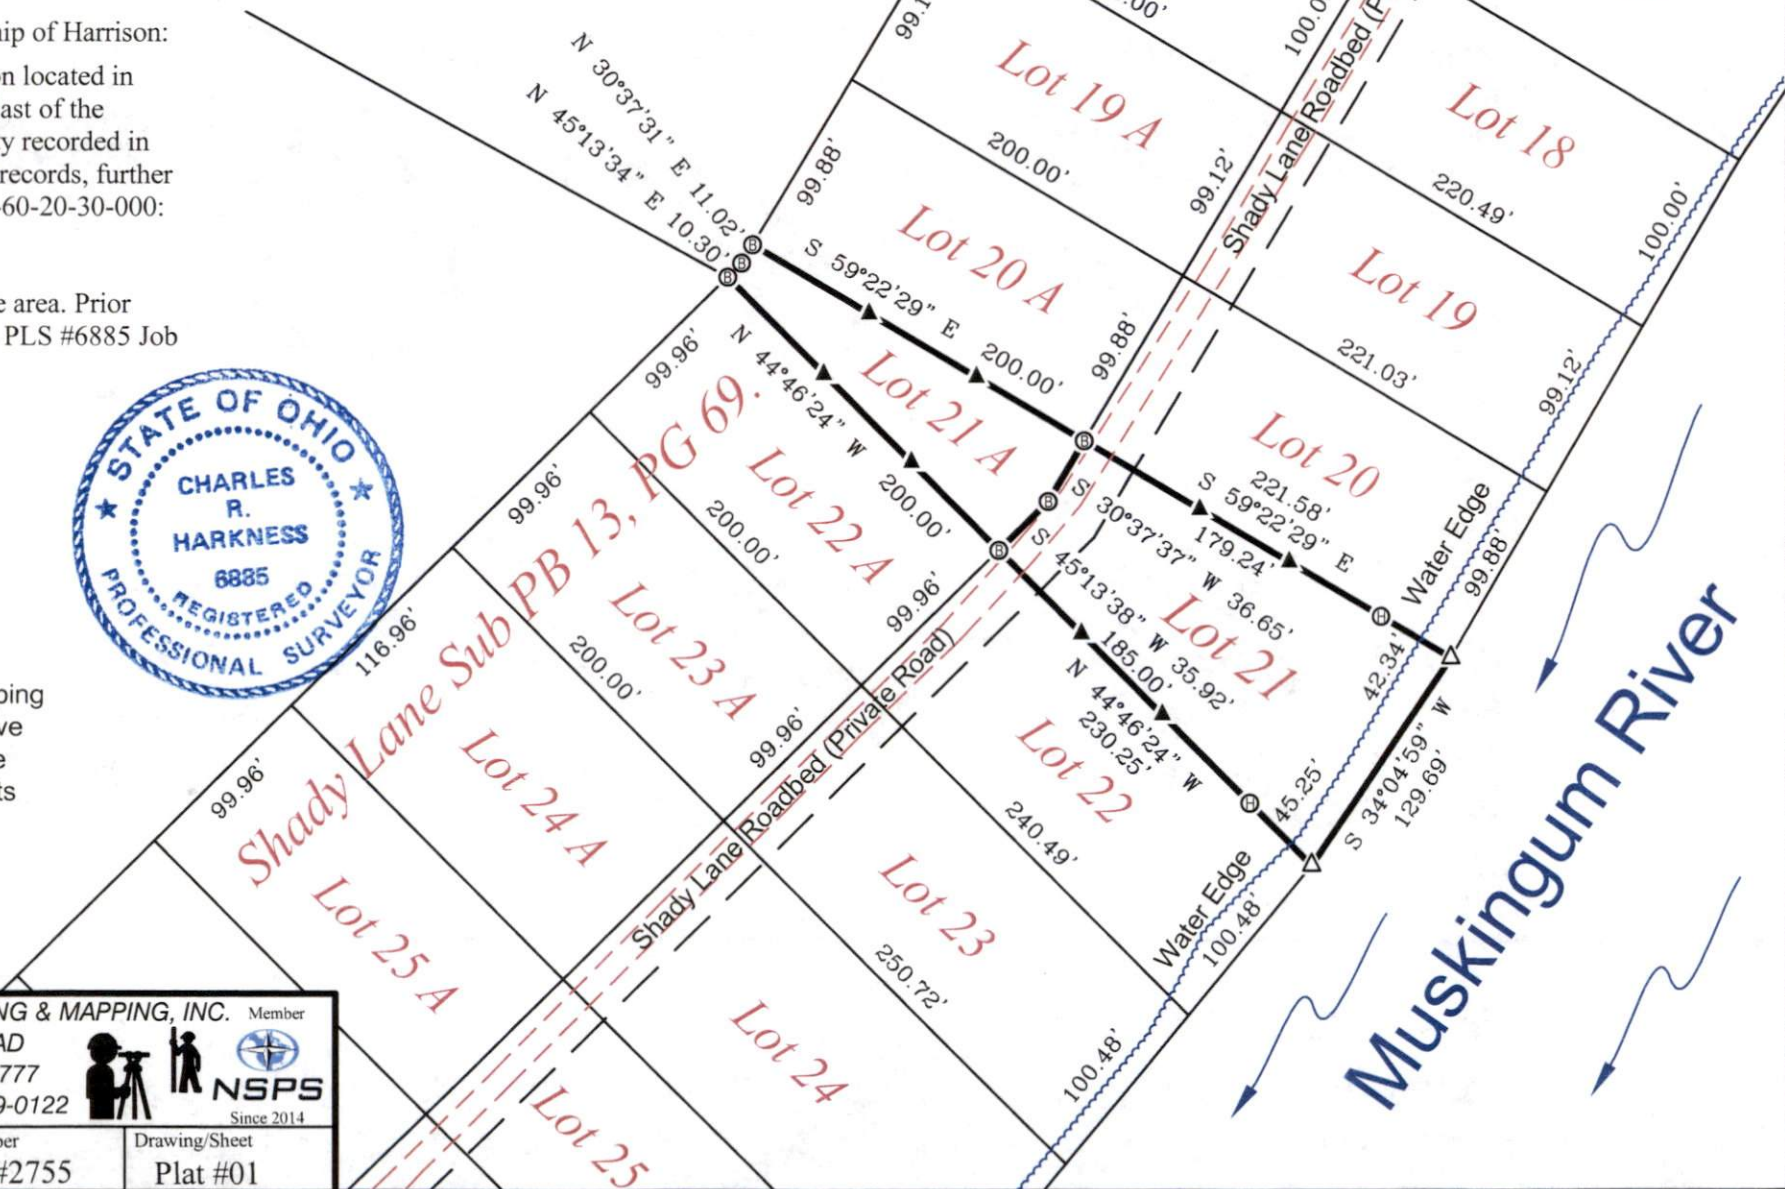 ip of Harrison:
n located in
ast of the
y recorded in
records, further
-60-20-30-000:
e area. Prior
PLS #6885 Job
STATE OF OHIO
CHARLES
R.
HARKNESS
6885
REGISTERED
PROFESSIONAL SURVEYOR
ping
ve
e
ts
N 30°37'31" E 11.02'
N 45°13'34" E 10.30'
B
B
B
99.88'
200.00'
99.12'
Lot 19 A
Shady Lane Roadbed (P
Lot 18
220.49'
100.00'
Lot 20 A
Lot 19
S 59°22'29" E 200.00'
99.88'
221.03'
99.12'
99.96'
N 44°46'24" W 200.00'
Lot 21 A
Lot 20
B
B
B
221.58'
S 59°22'29" E
179.24'
S 30°37'37" W 36.65'
S 45°13'38" W 35.92'
Water Edge
99.88'
H
42.34'
Lot 21
185.00'
N 44°46'24" W
230.25'
H
45.25'
S 34°04'59" W
129.69'
Muskingum River
Shady Lane Sub PB 13, PG 69.
99.96'
Lot 22 A
200.00'
99.96'
116.96'
Lot 23 A
200.00'
99.96'
Lot 22
240.49'
99.96'
Lot 24 A
Shady Lane Roadbed (Private Road)
Lot 23
250.72'
Water Edge
100.48'
Lot 25 A
Lot 24
100.48'
Lot 25
NG & MAPPING, INC.
AD
777
9-0122
Member
NSPS
Since 2014
ber
#2755
Drawing/Sheet
Plat #01